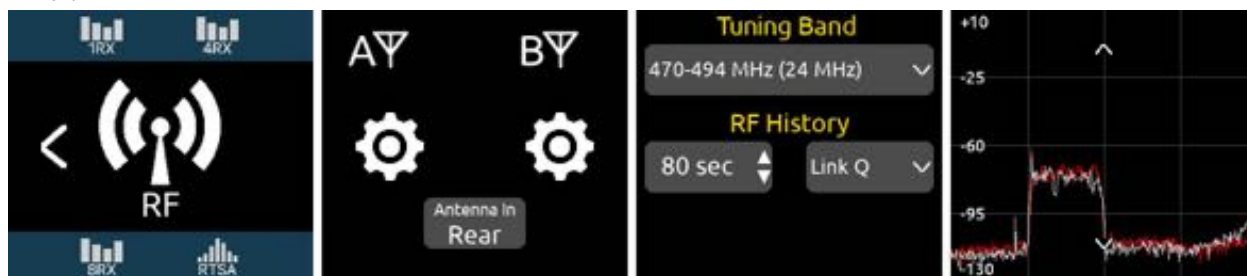 1RX 4RX
<
RF
8RX RTSA
A B
Antenna In
Rear
Tuning Band
470-494 MHz (24 MHz)
RF History
80 sec Link Q
+10
-25
-60
-95
-130